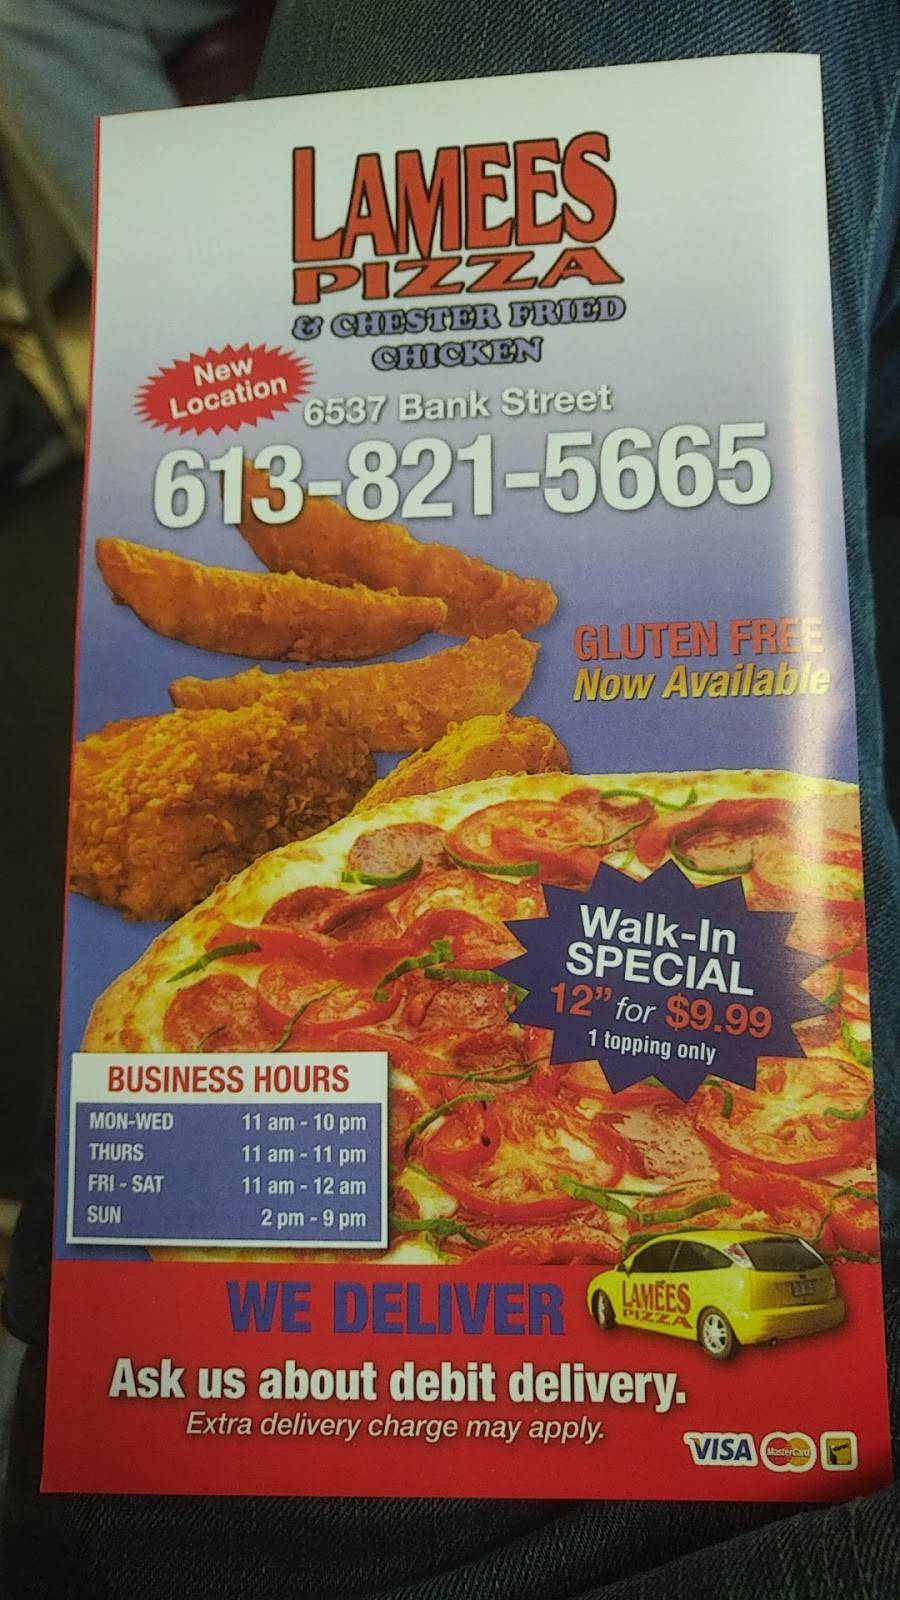 LAMEES
PIZZA
& CHESTER FRIED
CHICKEN
New
Location
6537 Bank Street
613-821-5665
GLUTEN FREE
Now Available
Walk-In
SPECIAL
12" for $9.99
1 topping only
BUSINESS HOURS
MON-WED 11 am - 10 pm
THURS 11 am - 11 pm
FRI - SAT 11 am - 12 am
SUN 2 pm - 9 pm
WE DELIVER
LAMÉES
PIZZA
Ask us about debit delivery.
Extra delivery charge may apply.
VISA MasterCard